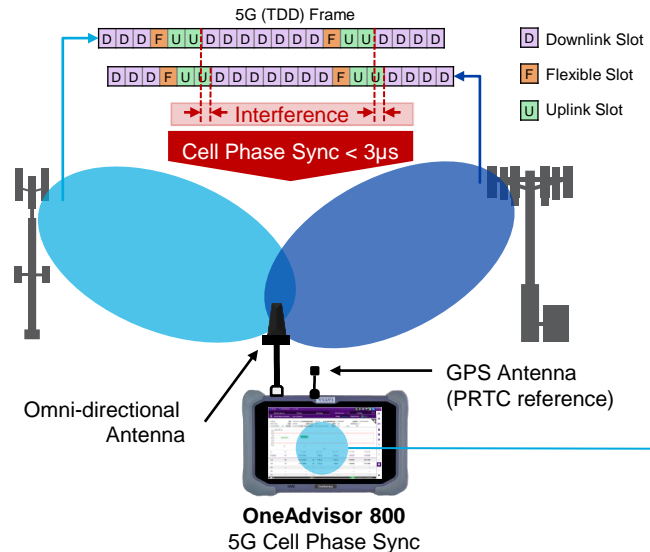 5G (TDD) Frame
D D D F U U D D D D D D D F U U D D D D
D D D F U U D D D D D D D F U U D D D D
D Downlink Slot
F Flexible Slot
U Uplink Slot
Interference
Cell Phase Sync < 3µs
Omni-directional
Antenna
GPS Antenna
(PRTC reference)
OneAdvisor 800
5G Cell Phase Sync